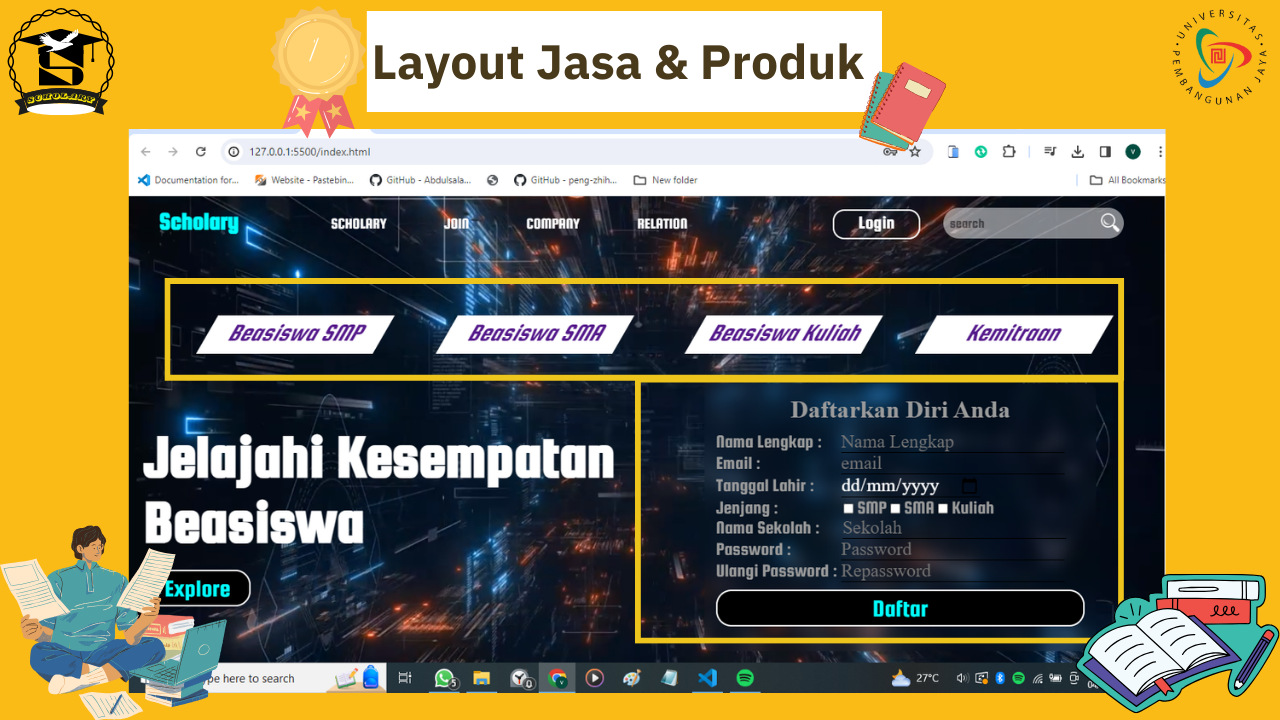 Layout Jasa & Produk
SCHOLARY
UNIVERSITAS PEMBANGUNAN JAYA
127.0.0.1:5500/index.html
V
Documentation for...
Website - Pastebin...
GitHub - Abdulsala...
GitHub - peng-zhih...
New folder
All Bookmarks
Scholary
SCHOLARY
JOIN
COMPANY
RELATION
Login
search
Beasiswa SMP
Beasiswa SMA
Beasiswa Kuliah
Kemitraan
Jelajahi Kesempatan
Beasiswa
Explore
Daftarkan Diri Anda
Nama Lengkap : Nama Lengkap
Email : email
Tanggal Lahir : dd/mm/yyyy
Jenjang : SMP SMA Kuliah
Nama Sekolah : Sekolah
Password : Password
Ulangi Password : Repassword
Daftar
pe here to search
5
0
27°C